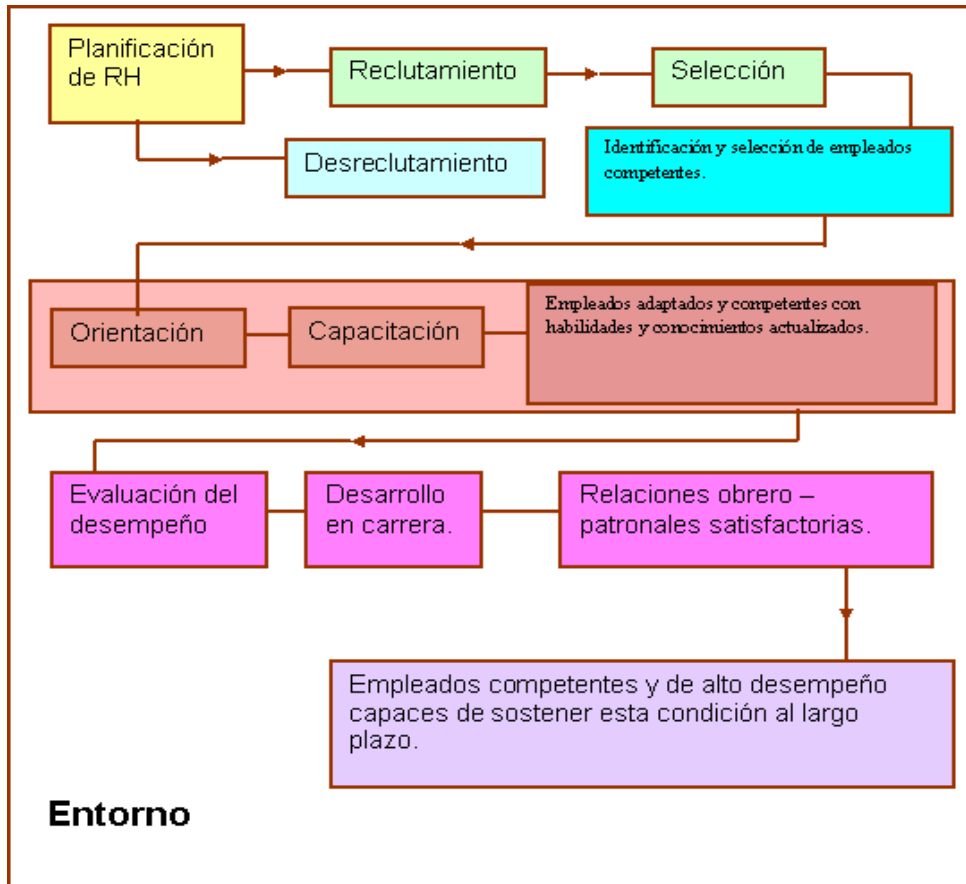 Planificación
de RH
Reclutamiento
Selección
Desreclutamiento
Identificación y selección de empleados
competentes.
Orientación
Capacitación
Empleados adaptados y competentes con
habilidades y conocimientos actualizados.
Evaluación del
desempeño
Desarrollo
en carrera.
Relaciones obrero –
patronales satisfactorias.
Empleados competentes y de alto desempeño
capaces de sostener esta condición al largo
plazo.
Entorno